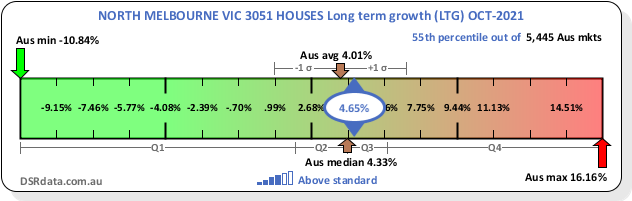 NORTH MELBOURNE VIC 3051 HOUSES Long term growth (LTG) OCT-2021
Aus min -10.84%
55th percentile out of 5,445 Aus mkts
Aus avg 4.01%
-1 σ +1 σ
-9.15% -7.46% -5.77% -4.08% -2.39% -.70% .99% 2.68% 4.65% 6% 7.75% 9.44% 11.13% 14.51%
Q1 Q2 Q3 Q4
Aus median 4.33%
DSRdata.com.au Above standard Aus max 16.16%